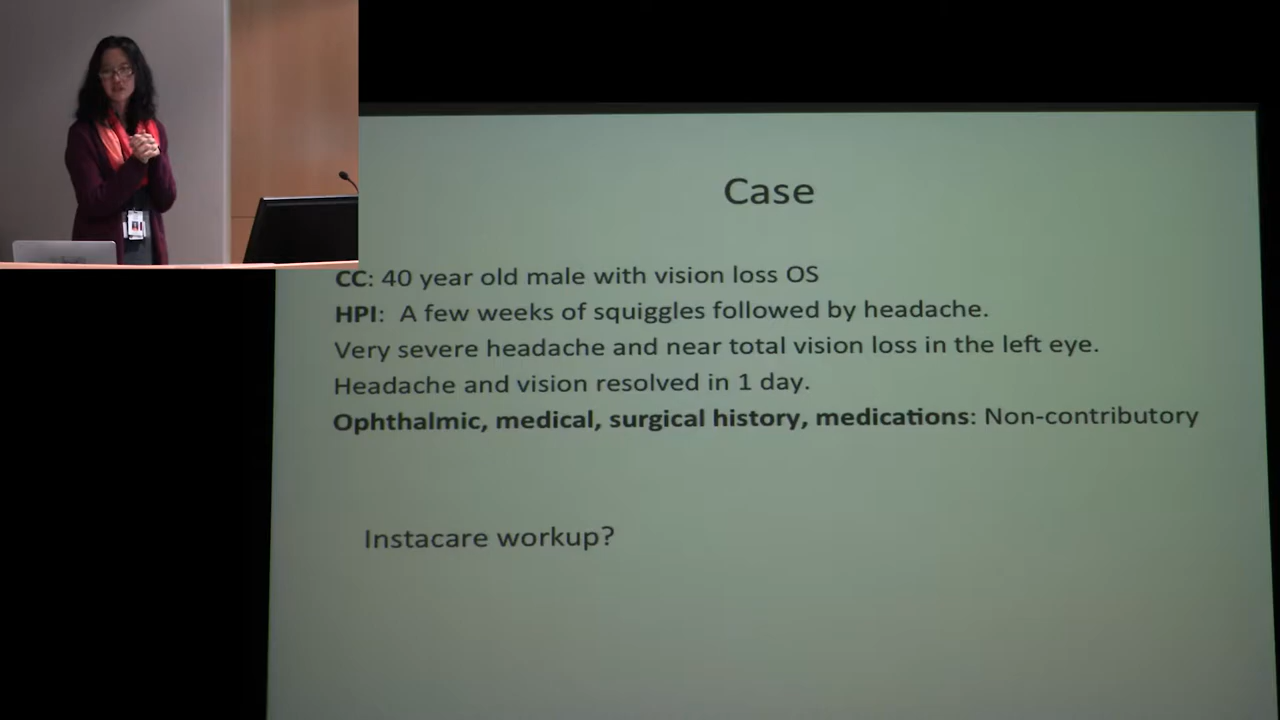 Case
CC: 40 year old male with vision loss OS
HPI: A few weeks of squiggles followed by headache.
Very severe headache and near total vision loss in the left eye.
Headache and vision resolved in 1 day.
Ophthalmic, medical, surgical history, medications: Non-contributory
Instacare workup?